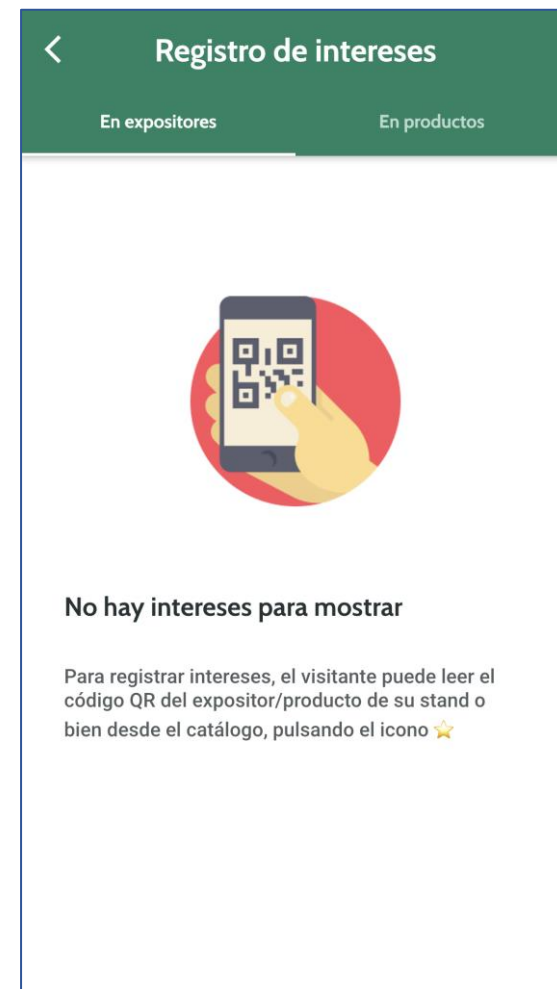 Registro de intereses
En expositores En productos
No hay intereses para mostrar
Para registrar intereses, el visitante puede leer el
código QR del expositor/producto de su stand o
bien desde el catálogo, pulsando el icono ⭐